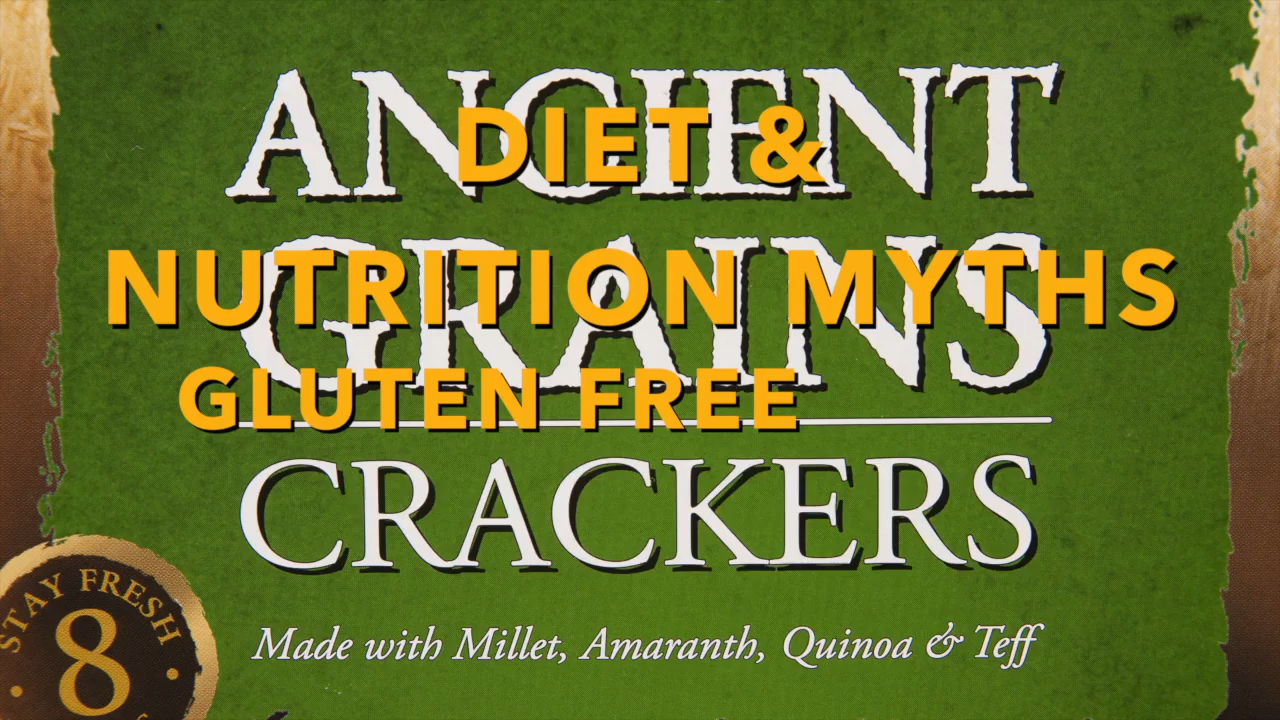 ANCIENT
DIET &
GRAINS
NUTRITION MYTHS
GLUTEN FREE
CRACKERS
STAY FRESH
8
Made with Millet, Amaranth, Quinoa & Teff